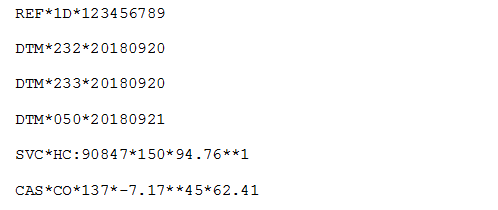 REF*1D*123456789
DTM*232*20180920
DTM*233*20180920
DTM*050*20180921
SVC*HC:90847*150*94.76**1
CAS*CO*137*-7.17**45*62.41